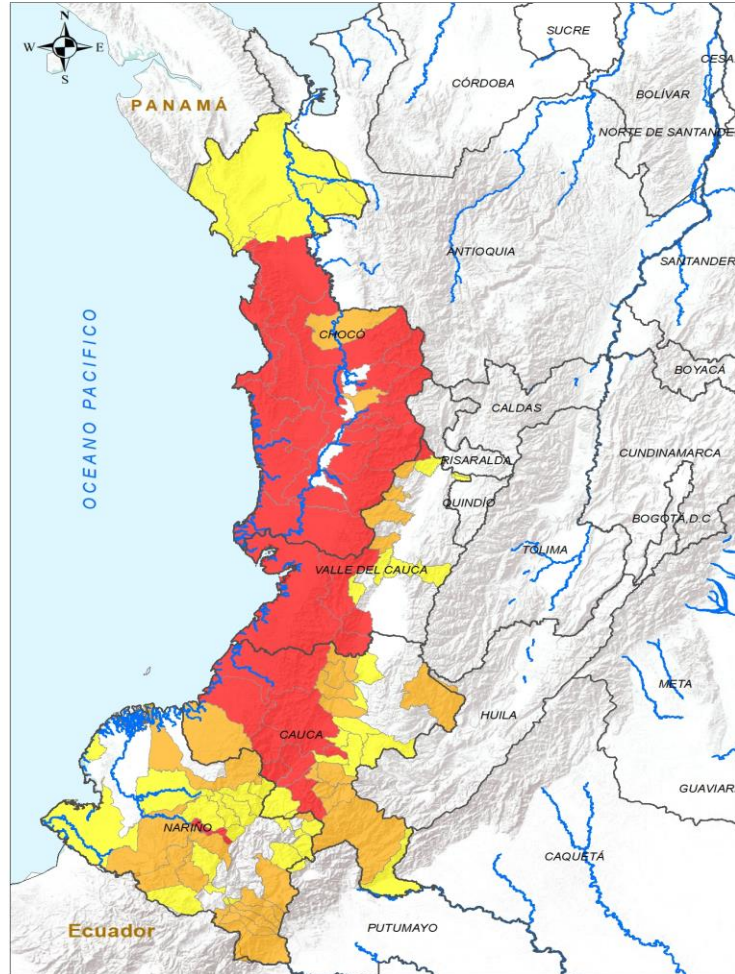 N
W E
S
SUCRE
CÓRDOBA
CESA
BOLÍVAR
PANAMÁ
NORTE DE SANTANDE
ANTIOQUIA
SANTANDER
OCEANO PACIFICO
CHOCÓ
BOYACÁ
CALDAS
CUNDINAMARCA
RISARALDA
QUINDÍO
BOGOTÁ, D.C
TOLIMA
VALLE DEL CAUCA
META
HUILA
CAUCA
GUAVIAR
NARIÑO
CAQUETÁ
PUTUMAYO
Ecuador